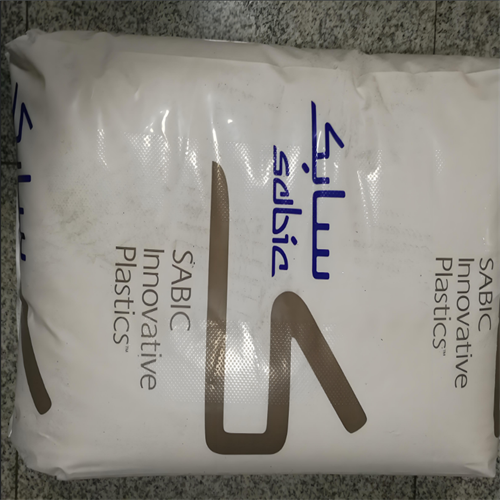 سابك
sabic
SABIC
Innovative
Plastics™
SABIC
Innovative
Plastics™